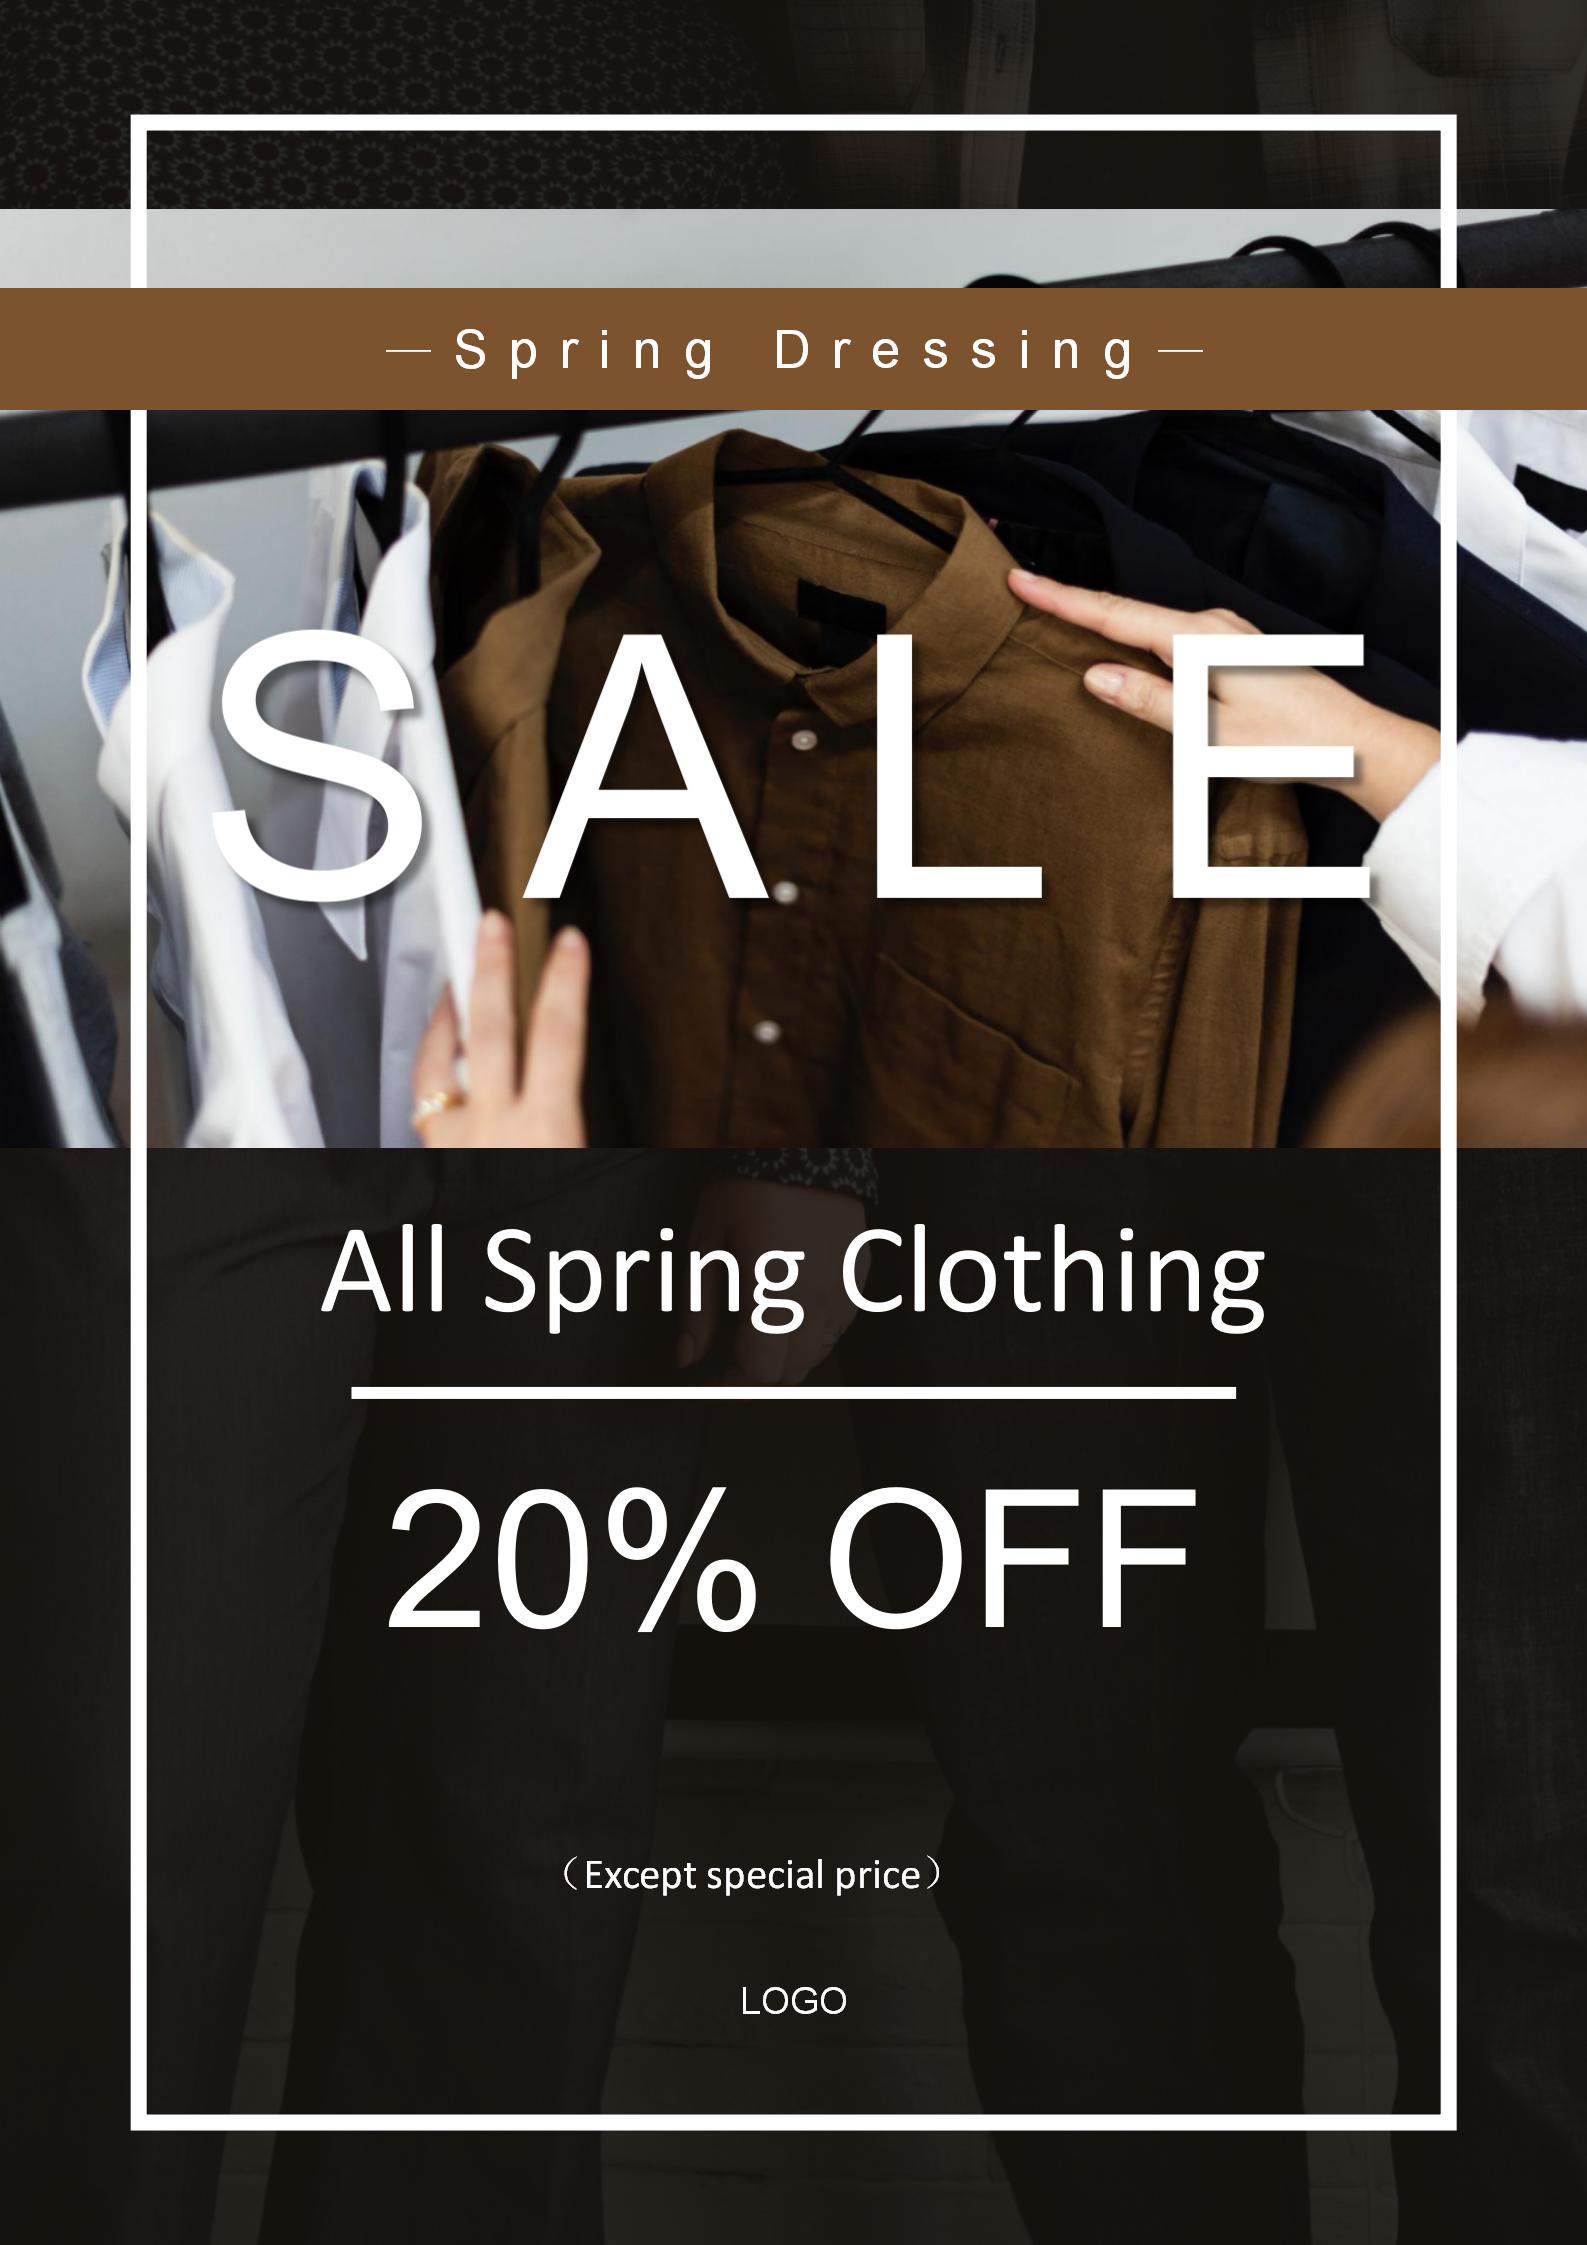 — Spring Dressing —
SALE
All Spring Clothing
20% OFF
（Except special price）
LOGO